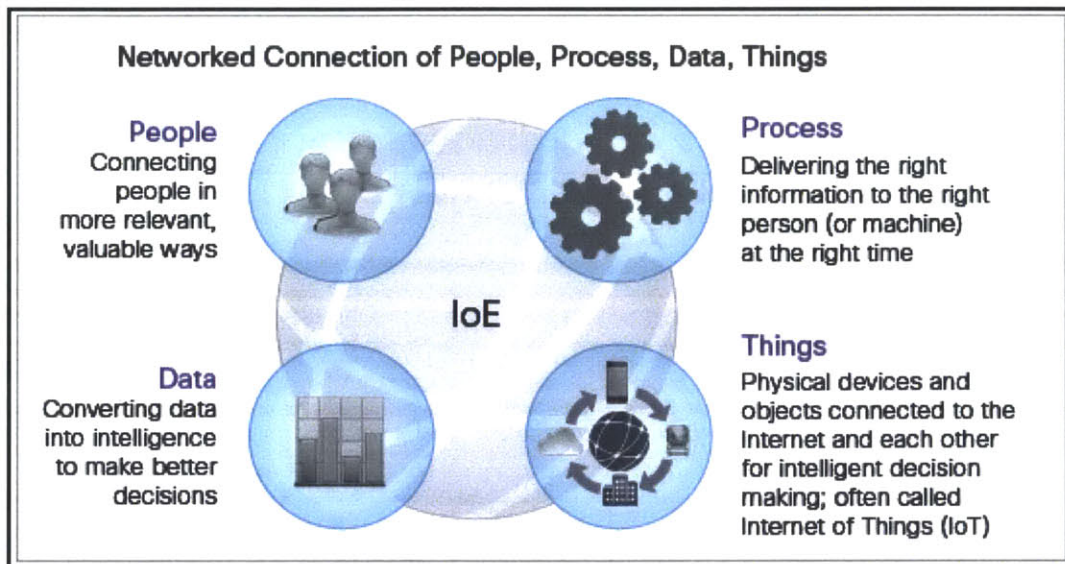 Networked Connection of People, Process, Data, Things
People
Connecting
people in
more relevant,
valuable ways
Process
Delivering the right
information to the right
person (or machine)
at the right time
IoE
Data
Converting data
into intelligence
to make better
decisions
Things
Physical devices and
objects connected to the
Internet and each other
for intelligent decision
making; often called
Internet of Things (IoT)